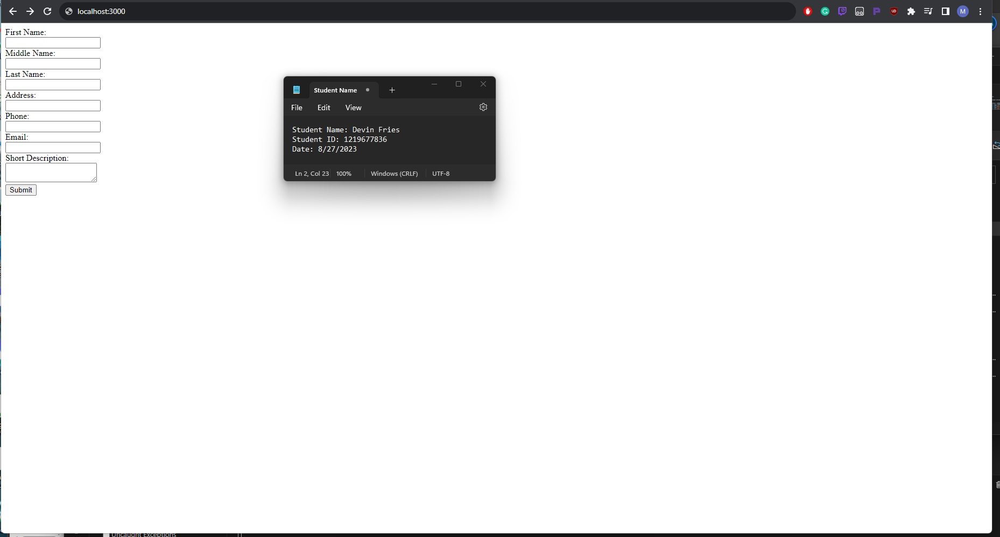 localhost:3000
M
First Name:
Middle Name:
Last Name:
Address:
Phone:
Email:
Short Description:
Submit
Student Name
File Edit View
Student Name: Devin Fries
Student ID: 1219677836
Date: 8/27/2023
Ln 2, Col 23 100% Windows (CRLF) UTF-8
Uncaught Exceptions